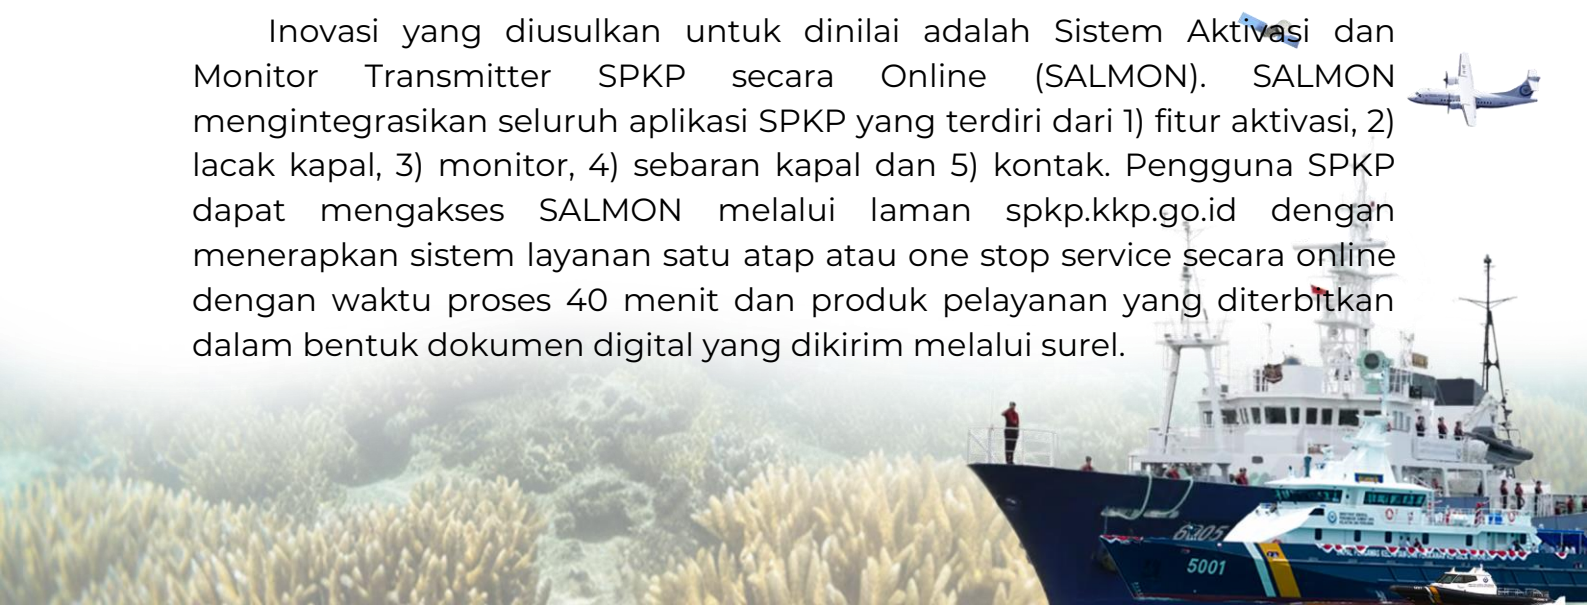 Inovasi yang diusulkan untuk dinilai adalah Sistem Aktivasi dan
Monitor Transmitter SPKP secara Online (SALMON). SALMON
mengintegrasikan seluruh aplikasi SPKP yang terdiri dari 1) fitur aktivasi, 2)
lacak kapal, 3) monitor, 4) sebaran kapal dan 5) kontak. Pengguna SPKP
dapat mengakses SALMON melalui laman spkp.kkp.go.id dengan
menerapkan sistem layanan satu atap atau one stop service secara online
dengan waktu proses 40 menit dan produk pelayanan yang diterbitkan
dalam bentuk dokumen digital yang dikirim melalui surel.
6305
5001